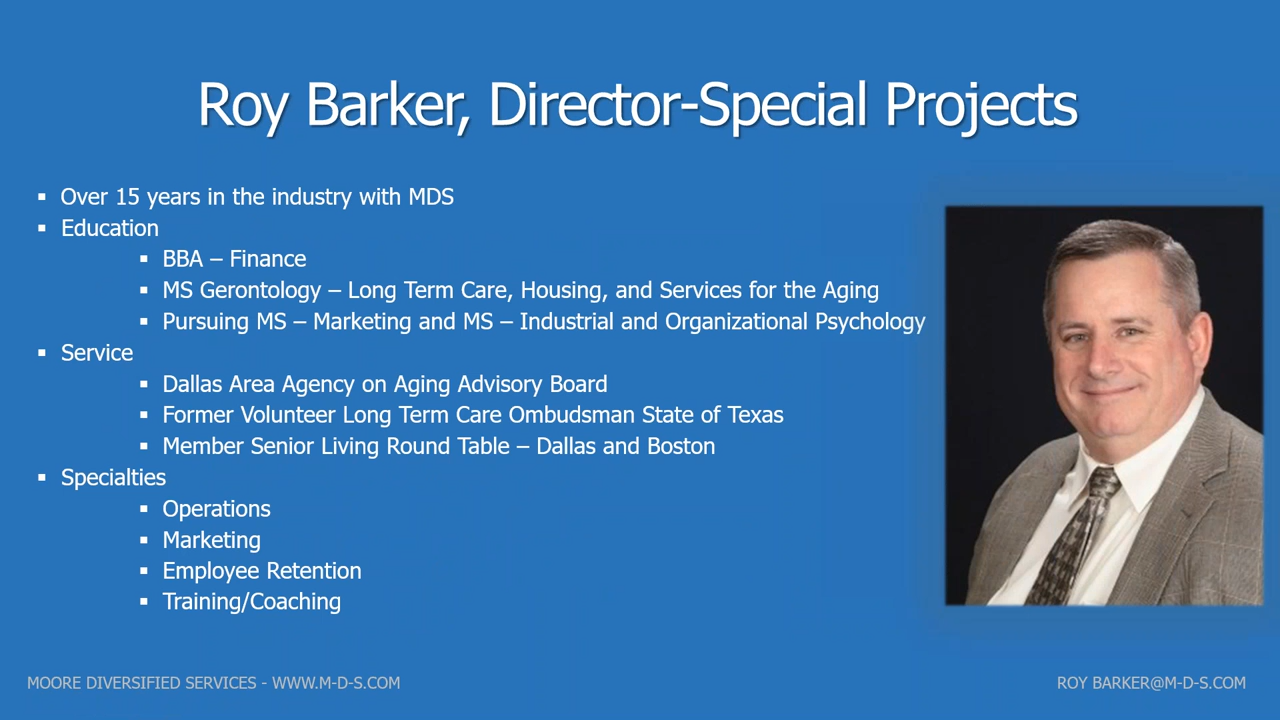 Roy Barker, Director-Special Projects
▪ Over 15 years in the industry with MDS
▪ Education
▪ BBA – Finance
▪ MS Gerontology – Long Term Care, Housing, and Services for the Aging
▪ Pursuing MS – Marketing and MS – Industrial and Organizational Psychology
▪ Service
▪ Dallas Area Agency on Aging Advisory Board
▪ Former Volunteer Long Term Care Ombudsman State of Texas
▪ Member Senior Living Round Table – Dallas and Boston
▪ Specialties
▪ Operations
▪ Marketing
▪ Employee Retention
▪ Training/Coaching
MOORE DIVERSIFIED SERVICES - WWW.M-D-S.COM
ROY BARKER@M-D-S.COM